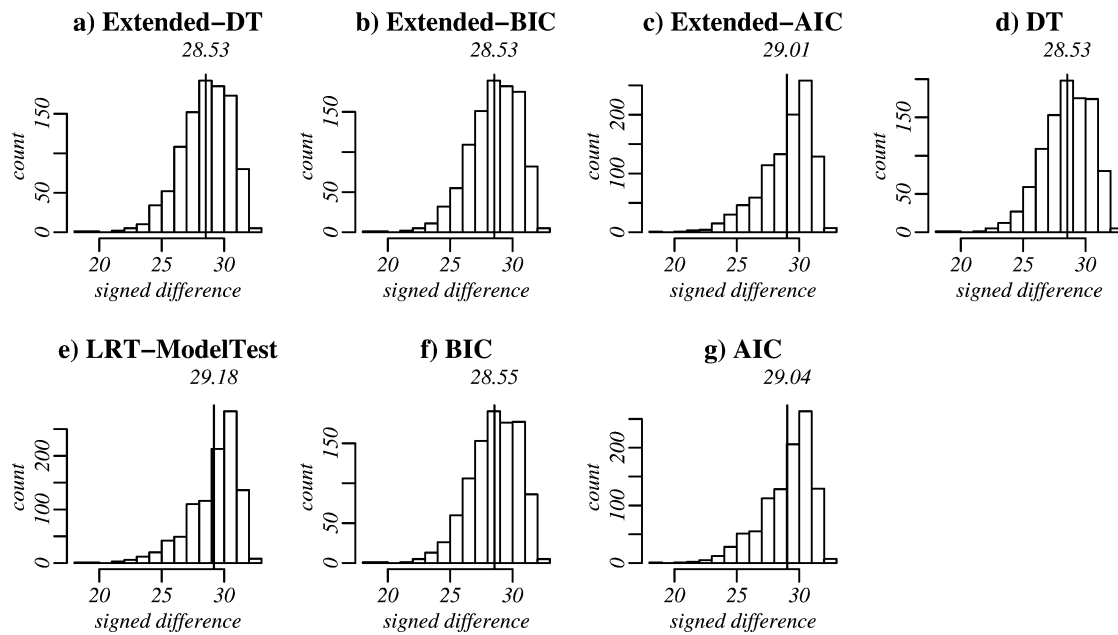 a) Extended−DT
28.53
count
0 50 150
20 25 30
signed difference
b) Extended−BIC
28.53
count
0 50 150
20 25 30
signed difference
c) Extended−AIC
29.01
count
0 100 200
20 25 30
signed difference
d) DT
28.53
count
0 50 150
20 25 30
signed difference
e) LRT−ModelTest
29.18
count
0 100 200
20 25 30
signed difference
f) BIC
28.55
count
0 50 150
20 25 30
signed difference
g) AIC
29.04
count
0 100 200
20 25 30
signed difference